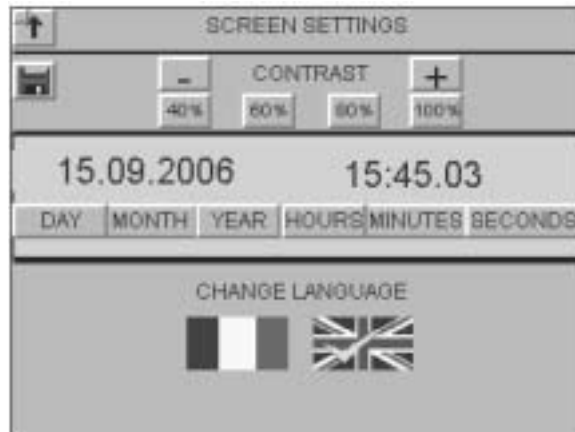 SCREEN SETTINGS
- CONTRAST +
40% 60% 80% 100%
15.09.2006 15:45.03
DAY MONTH YEAR HOURS MINUTES SECONDS
CHANGE LANGUAGE